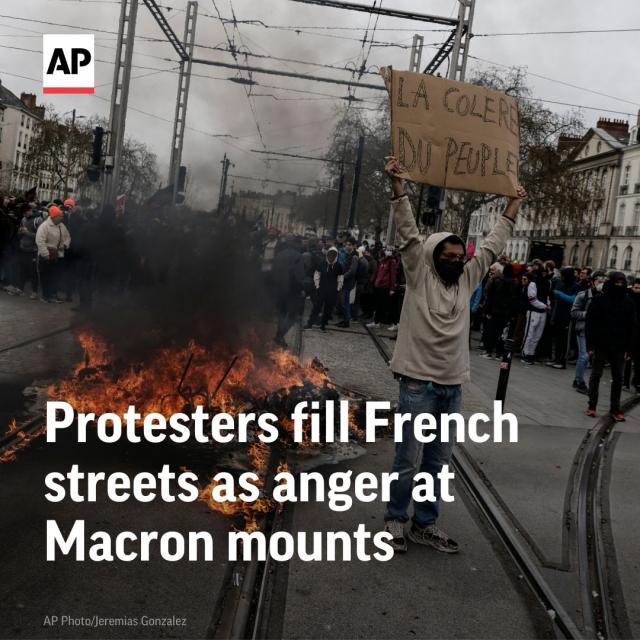 AP
LA COLERE
DU PEUPLE
Protesters fill French
streets as anger at
Macron mounts
AP Photo/Jeremias Gonzalez